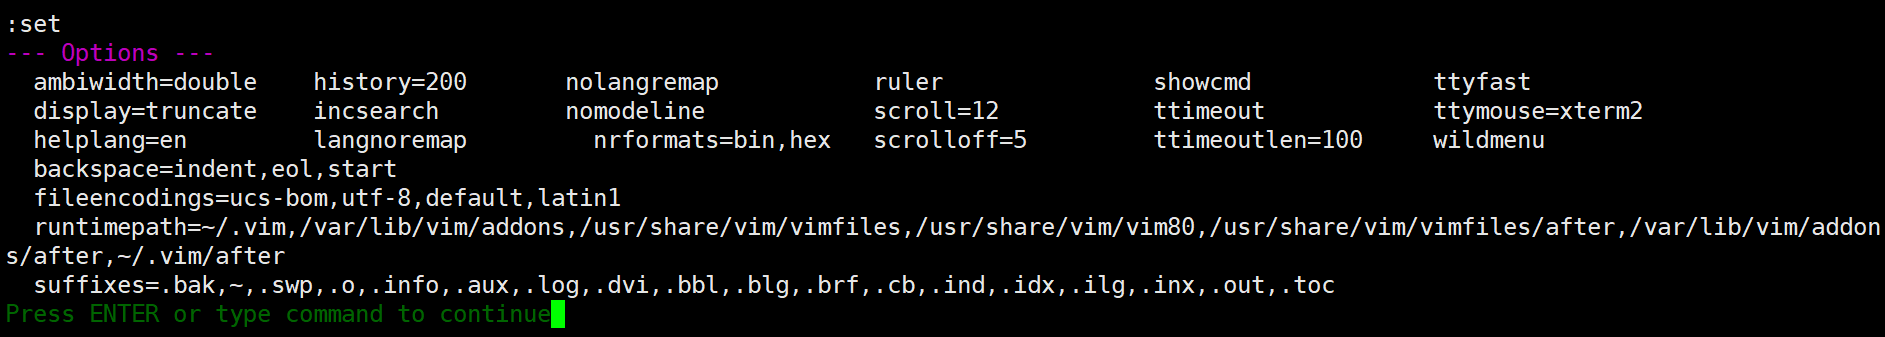 :set
--- Options ---
  ambiwidth=double    history=200       nolangremap           ruler               showcmd             ttyfast
  display=truncate    incsearch         nomodeline            scroll=12           ttimeout            ttymouse=xterm2
  helplang=en         langnoremap         nrformats=bin,hex   scrolloff=5         ttimeoutlen=100     wildmenu
  backspace=indent,eol,start
  fileencodings=ucs-bom,utf-8,default,latin1
  runtimepath=~/.vim,/var/lib/vim/addons,/usr/share/vim/vimfiles,/usr/share/vim/vim80,/usr/share/vim/vimfiles/after,/var/lib/vim/addon
s/after,~/.vim/after
  suffixes=.bak,~,.swp,.o,.info,.aux,.log,.dvi,.bbl,.blg,.brf,.cb,.ind,.idx,.ilg,.inx,.out,.toc
Press ENTER or type command to continue